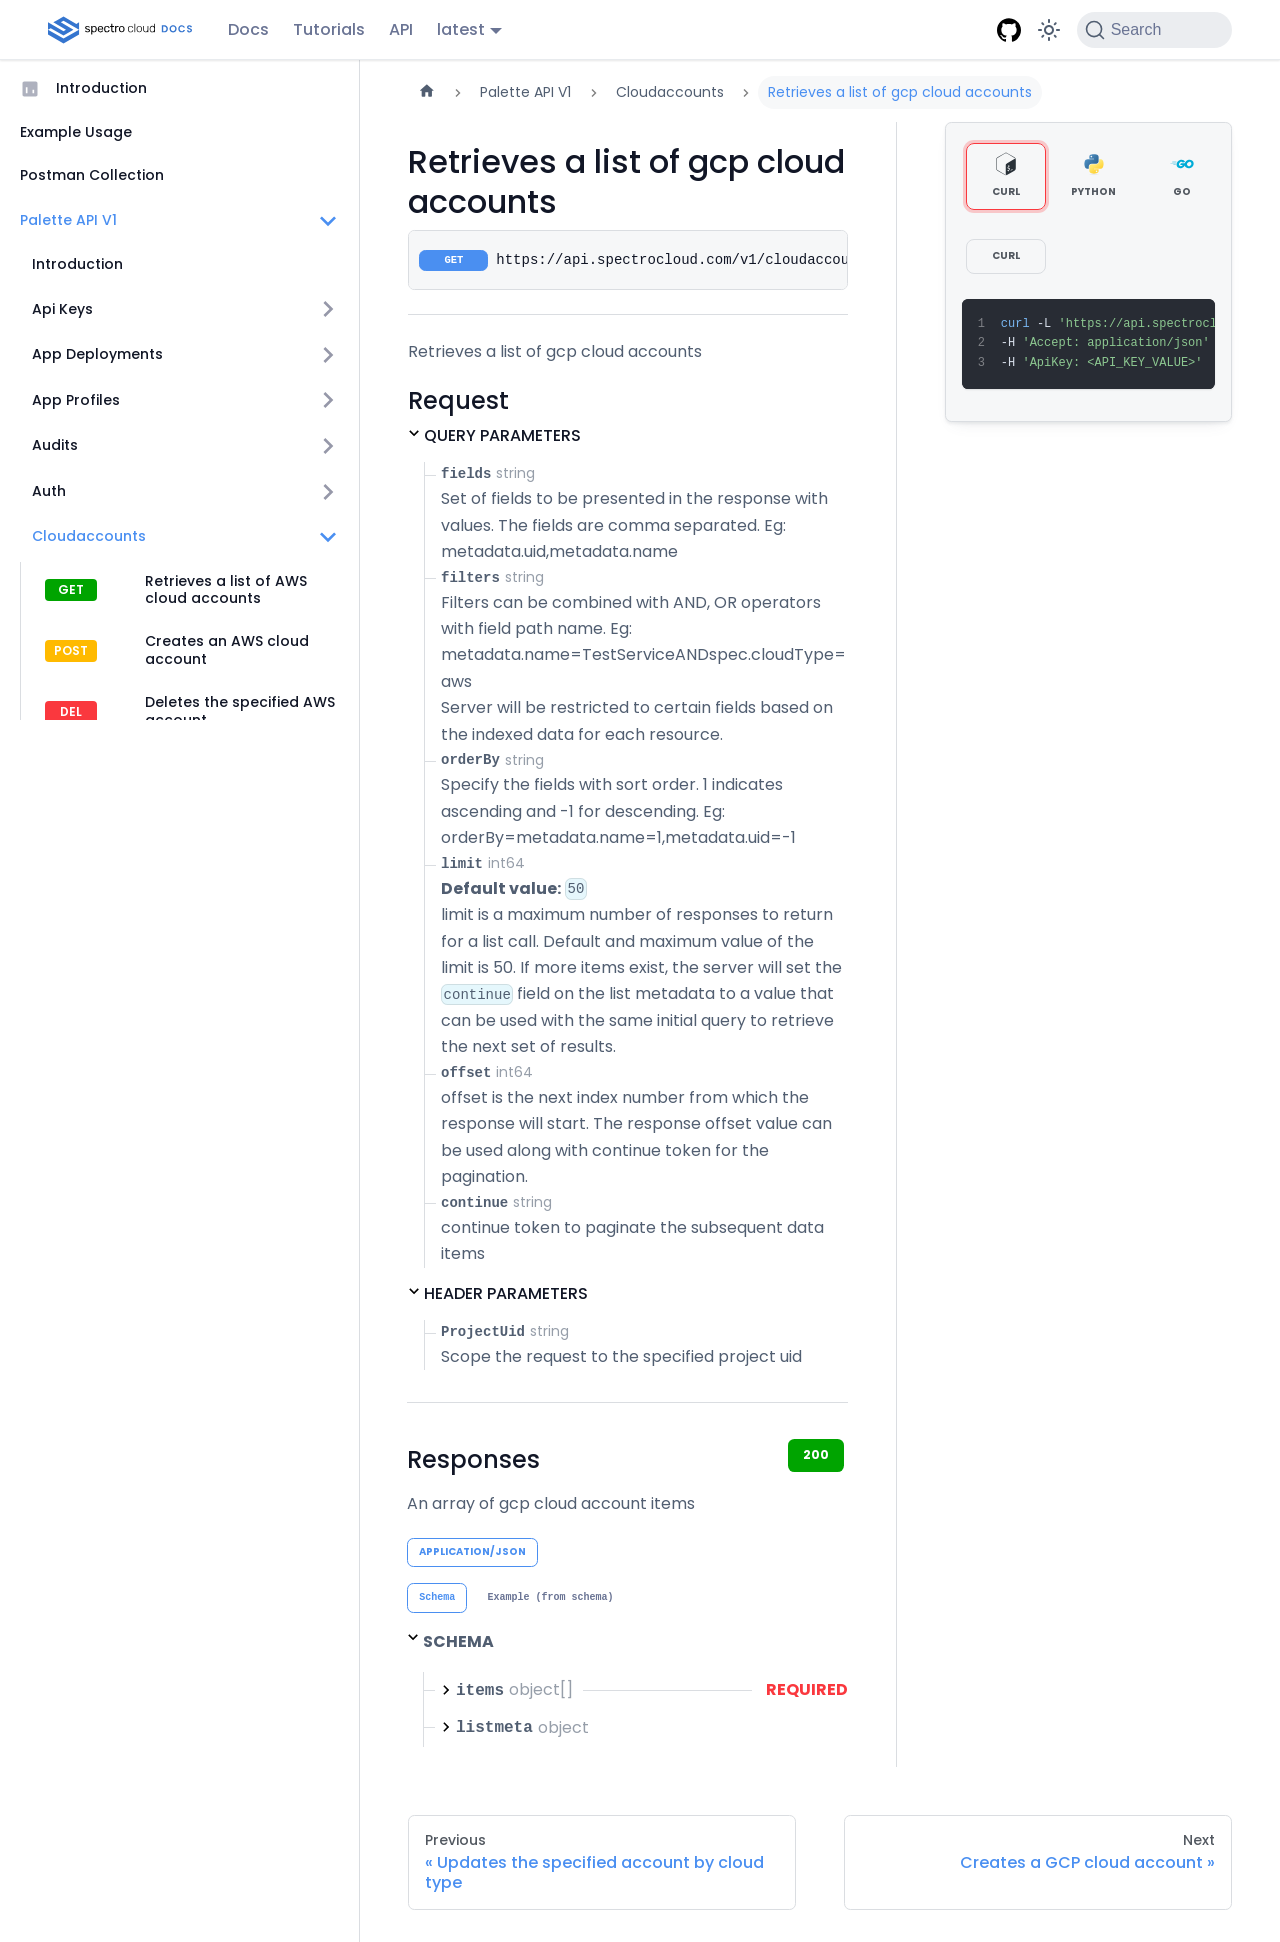 spectro cloud DOCS
Docs
Tutorials
API
latest
Search
Introduction
Example Usage
Postman Collection
Palette API V1
Introduction
Api Keys
App Deployments
App Profiles
Audits
Auth
Cloudaccounts
GET Retrieves a list of AWS
cloud accounts
POST Creates an AWS cloud
account
DEL Deletes the specified AWS
account
Palette API V1 > Cloudaccounts > Retrieves a list of gcp cloud accounts
Retrieves a list of gcp cloud
accounts
GET https://api.spectrocloud.com/v1/cloudaccou
Retrieves a list of gcp cloud accounts
Request
QUERY PARAMETERS
fields string
Set of fields to be presented in the response with
values. The fields are comma separated. Eg:
metadata.uid,metadata.name
filters string
Filters can be combined with AND, OR operators
with field path name. Eg:
metadata.name=TestServiceANDspec.cloudType=
aws
Server will be restricted to certain fields based on
the indexed data for each resource.
orderBy string
Specify the fields with sort order. 1 indicates
ascending and -1 for descending. Eg:
orderBy=metadata.name=1,metadata.uid=-1
limit int64
Default value: 50
limit is a maximum number of responses to return
for a list call. Default and maximum value of the
limit is 50. If more items exist, the server will set the
continue field on the list metadata to a value that
can be used with the same initial query to retrieve
the next set of results.
offset int64
offset is the next index number from which the
response will start. The response offset value can
be used along with continue token for the
pagination.
continue string
continue token to paginate the subsequent data
items
HEADER PARAMETERS
ProjectUid string
Scope the request to the specified project uid
Responses
200
An array of gcp cloud account items
APPLICATION/JSON
Schema
Example (from schema)
SCHEMA
items object[] REQUIRED
listmeta object
CURL
PYTHON
GO
CURL
1 curl -L 'https://api.spectrocl
2 -H 'Accept: application/json'
3 -H 'ApiKey: <API_KEY_VALUE>'
Previous
« Updates the specified account by cloud
type
Next
Creates a GCP cloud account »